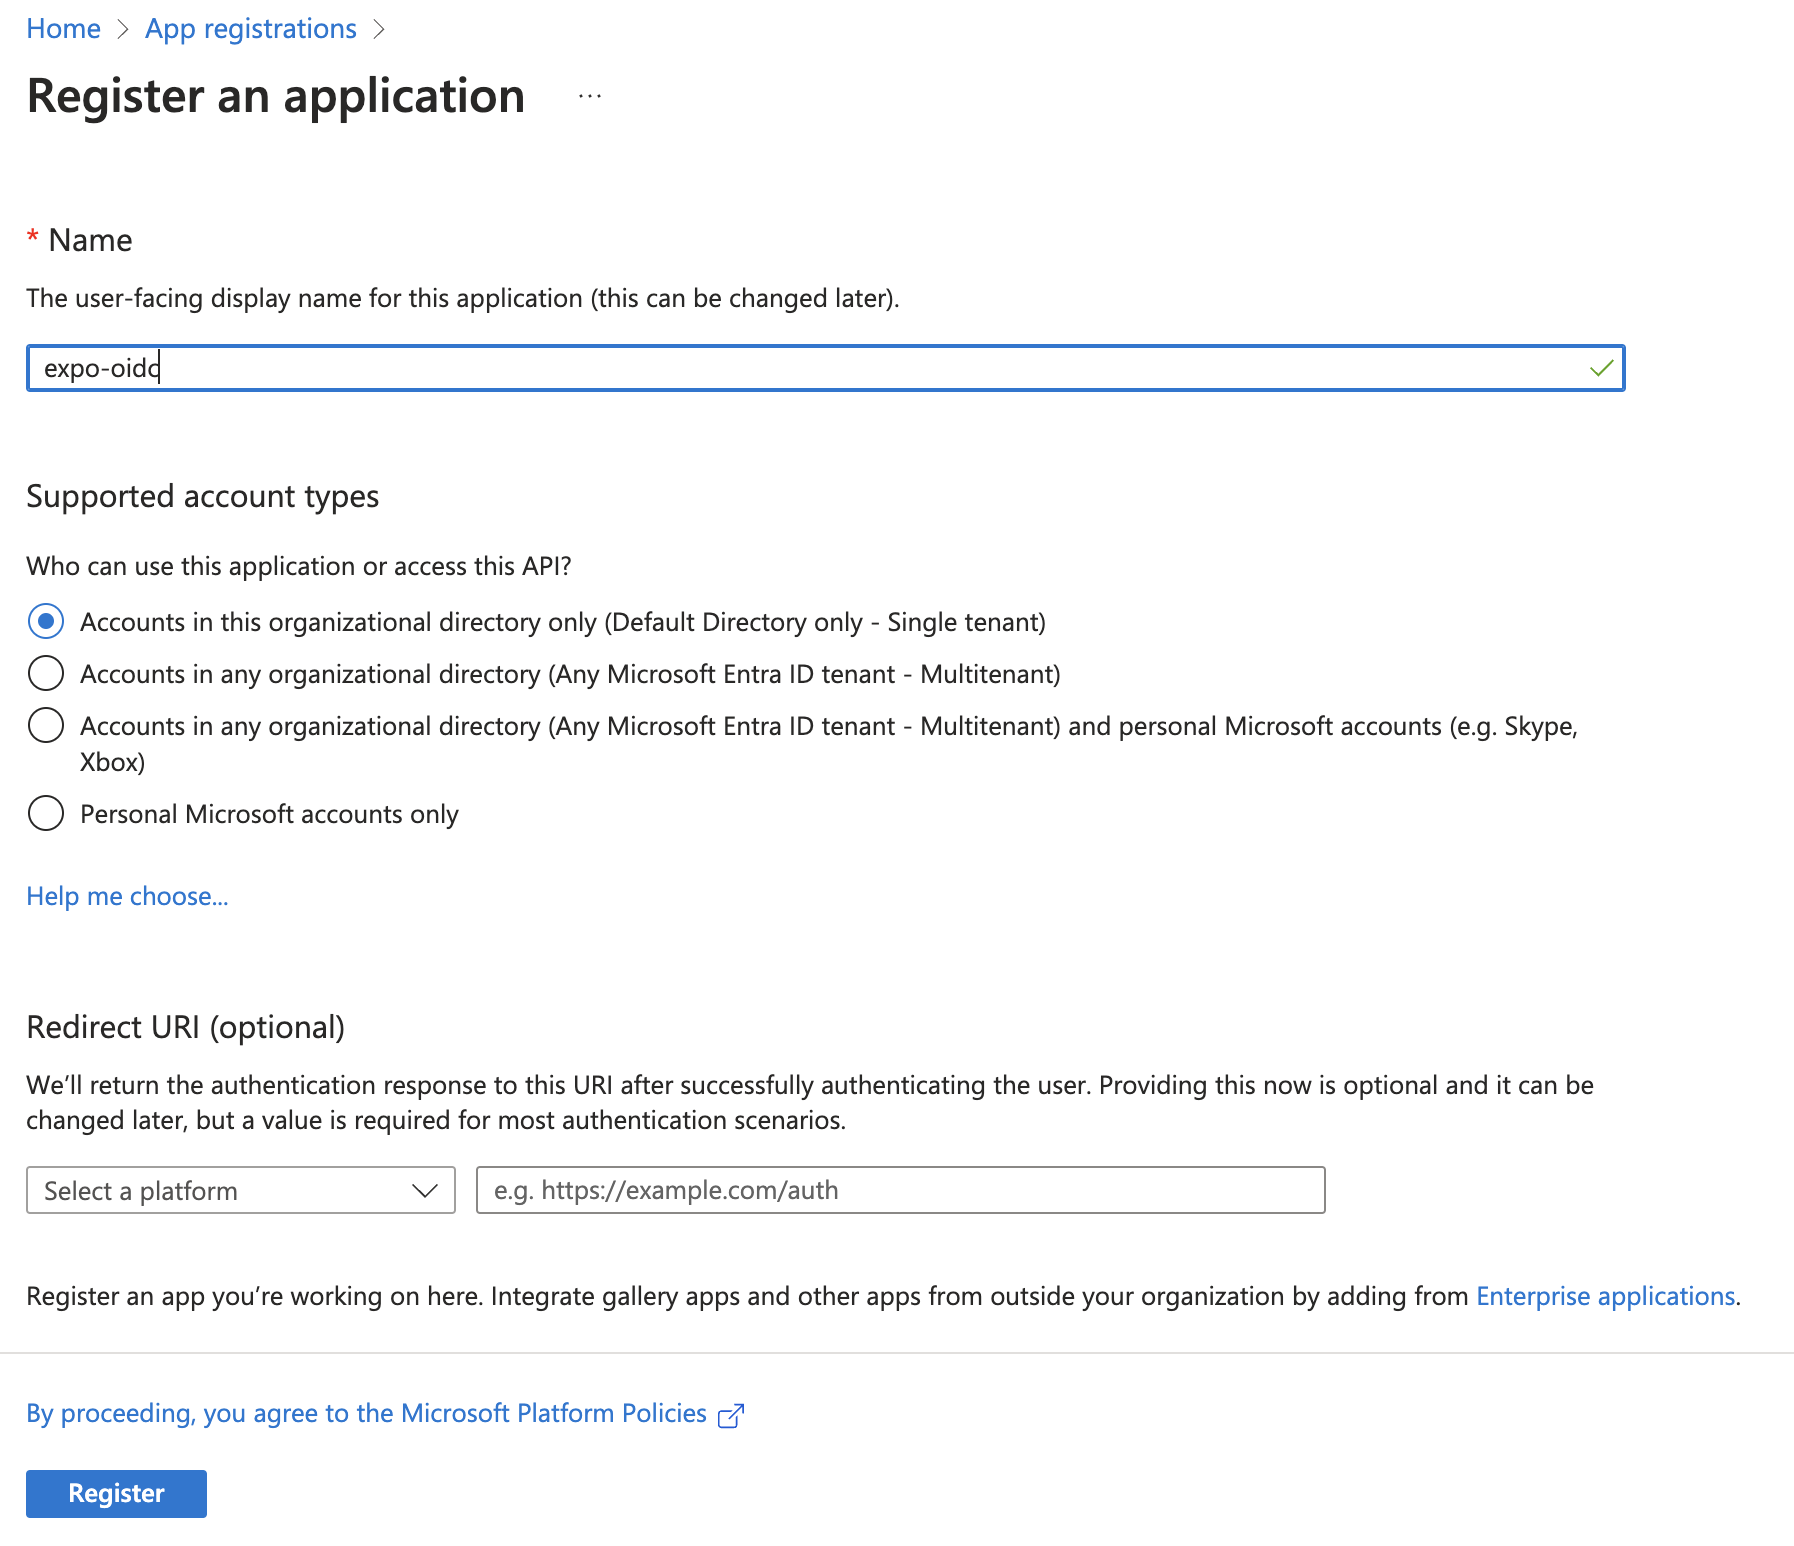 Home > App registrations >
Register an application ...
* Name
The user-facing display name for this application (this can be changed later).
expo-oidc
Supported account types
Who can use this application or access this API?
Accounts in this organizational directory only (Default Directory only - Single tenant)
Accounts in any organizational directory (Any Microsoft Entra ID tenant - Multitenant)
Accounts in any organizational directory (Any Microsoft Entra ID tenant - Multitenant) and personal Microsoft accounts (e.g. Skype,
Xbox)
Personal Microsoft accounts only
Help me choose...
Redirect URI (optional)
We’ll return the authentication response to this URI after successfully authenticating the user. Providing this now is optional and it can be
changed later, but a value is required for most authentication scenarios.
Select a platform
e.g. https://example.com/auth
Register an app you’re working on here. Integrate gallery apps and other apps from outside your organization by adding from Enterprise applications.
By proceeding, you agree to the Microsoft Platform Policies
Register